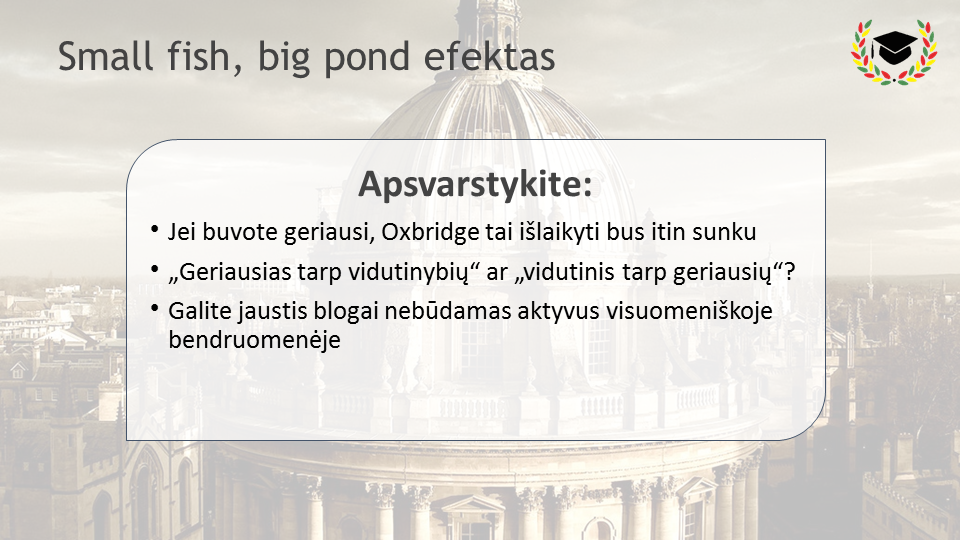 Small fish, big pond efektas
Apsvarstykite:
• Jei buvote geriausi, Oxbridge tai išlaikyti bus itin sunku
• „Geriausias tarp vidutinybių“ ar „vidutinis tarp geriausių“?
• Galite jaustis blogai nebūdamas aktyvus visuomeniškoje
bendruomenėje